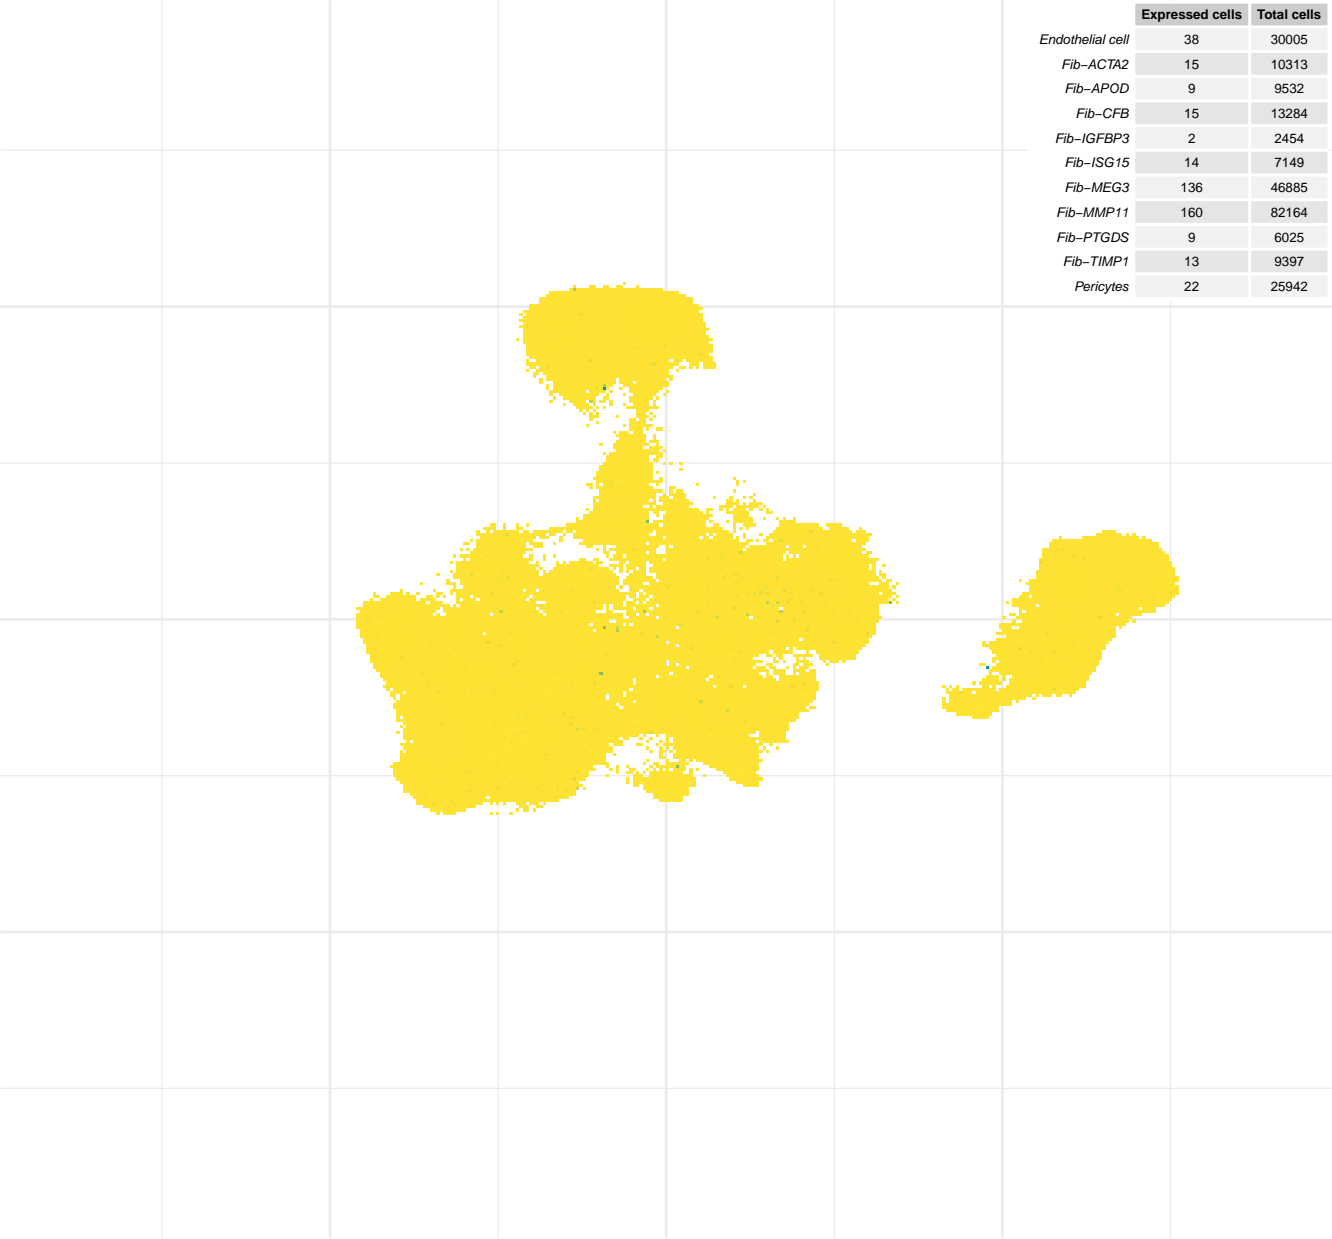 Expressed cells Total cells
Endothelial cell 38 30005
Fib−ACTA2 15 10313
Fib−APOD 9 9532
Fib−CFB 15 13284
Fib−IGFBP3 2 2454
Fib−ISG15 14 7149
Fib−MEG3 136 46885
Fib−MMP11 160 82164
Fib−PTGDS 9 6025
Fib−TIMP1 13 9397
Pericytes 22 25942